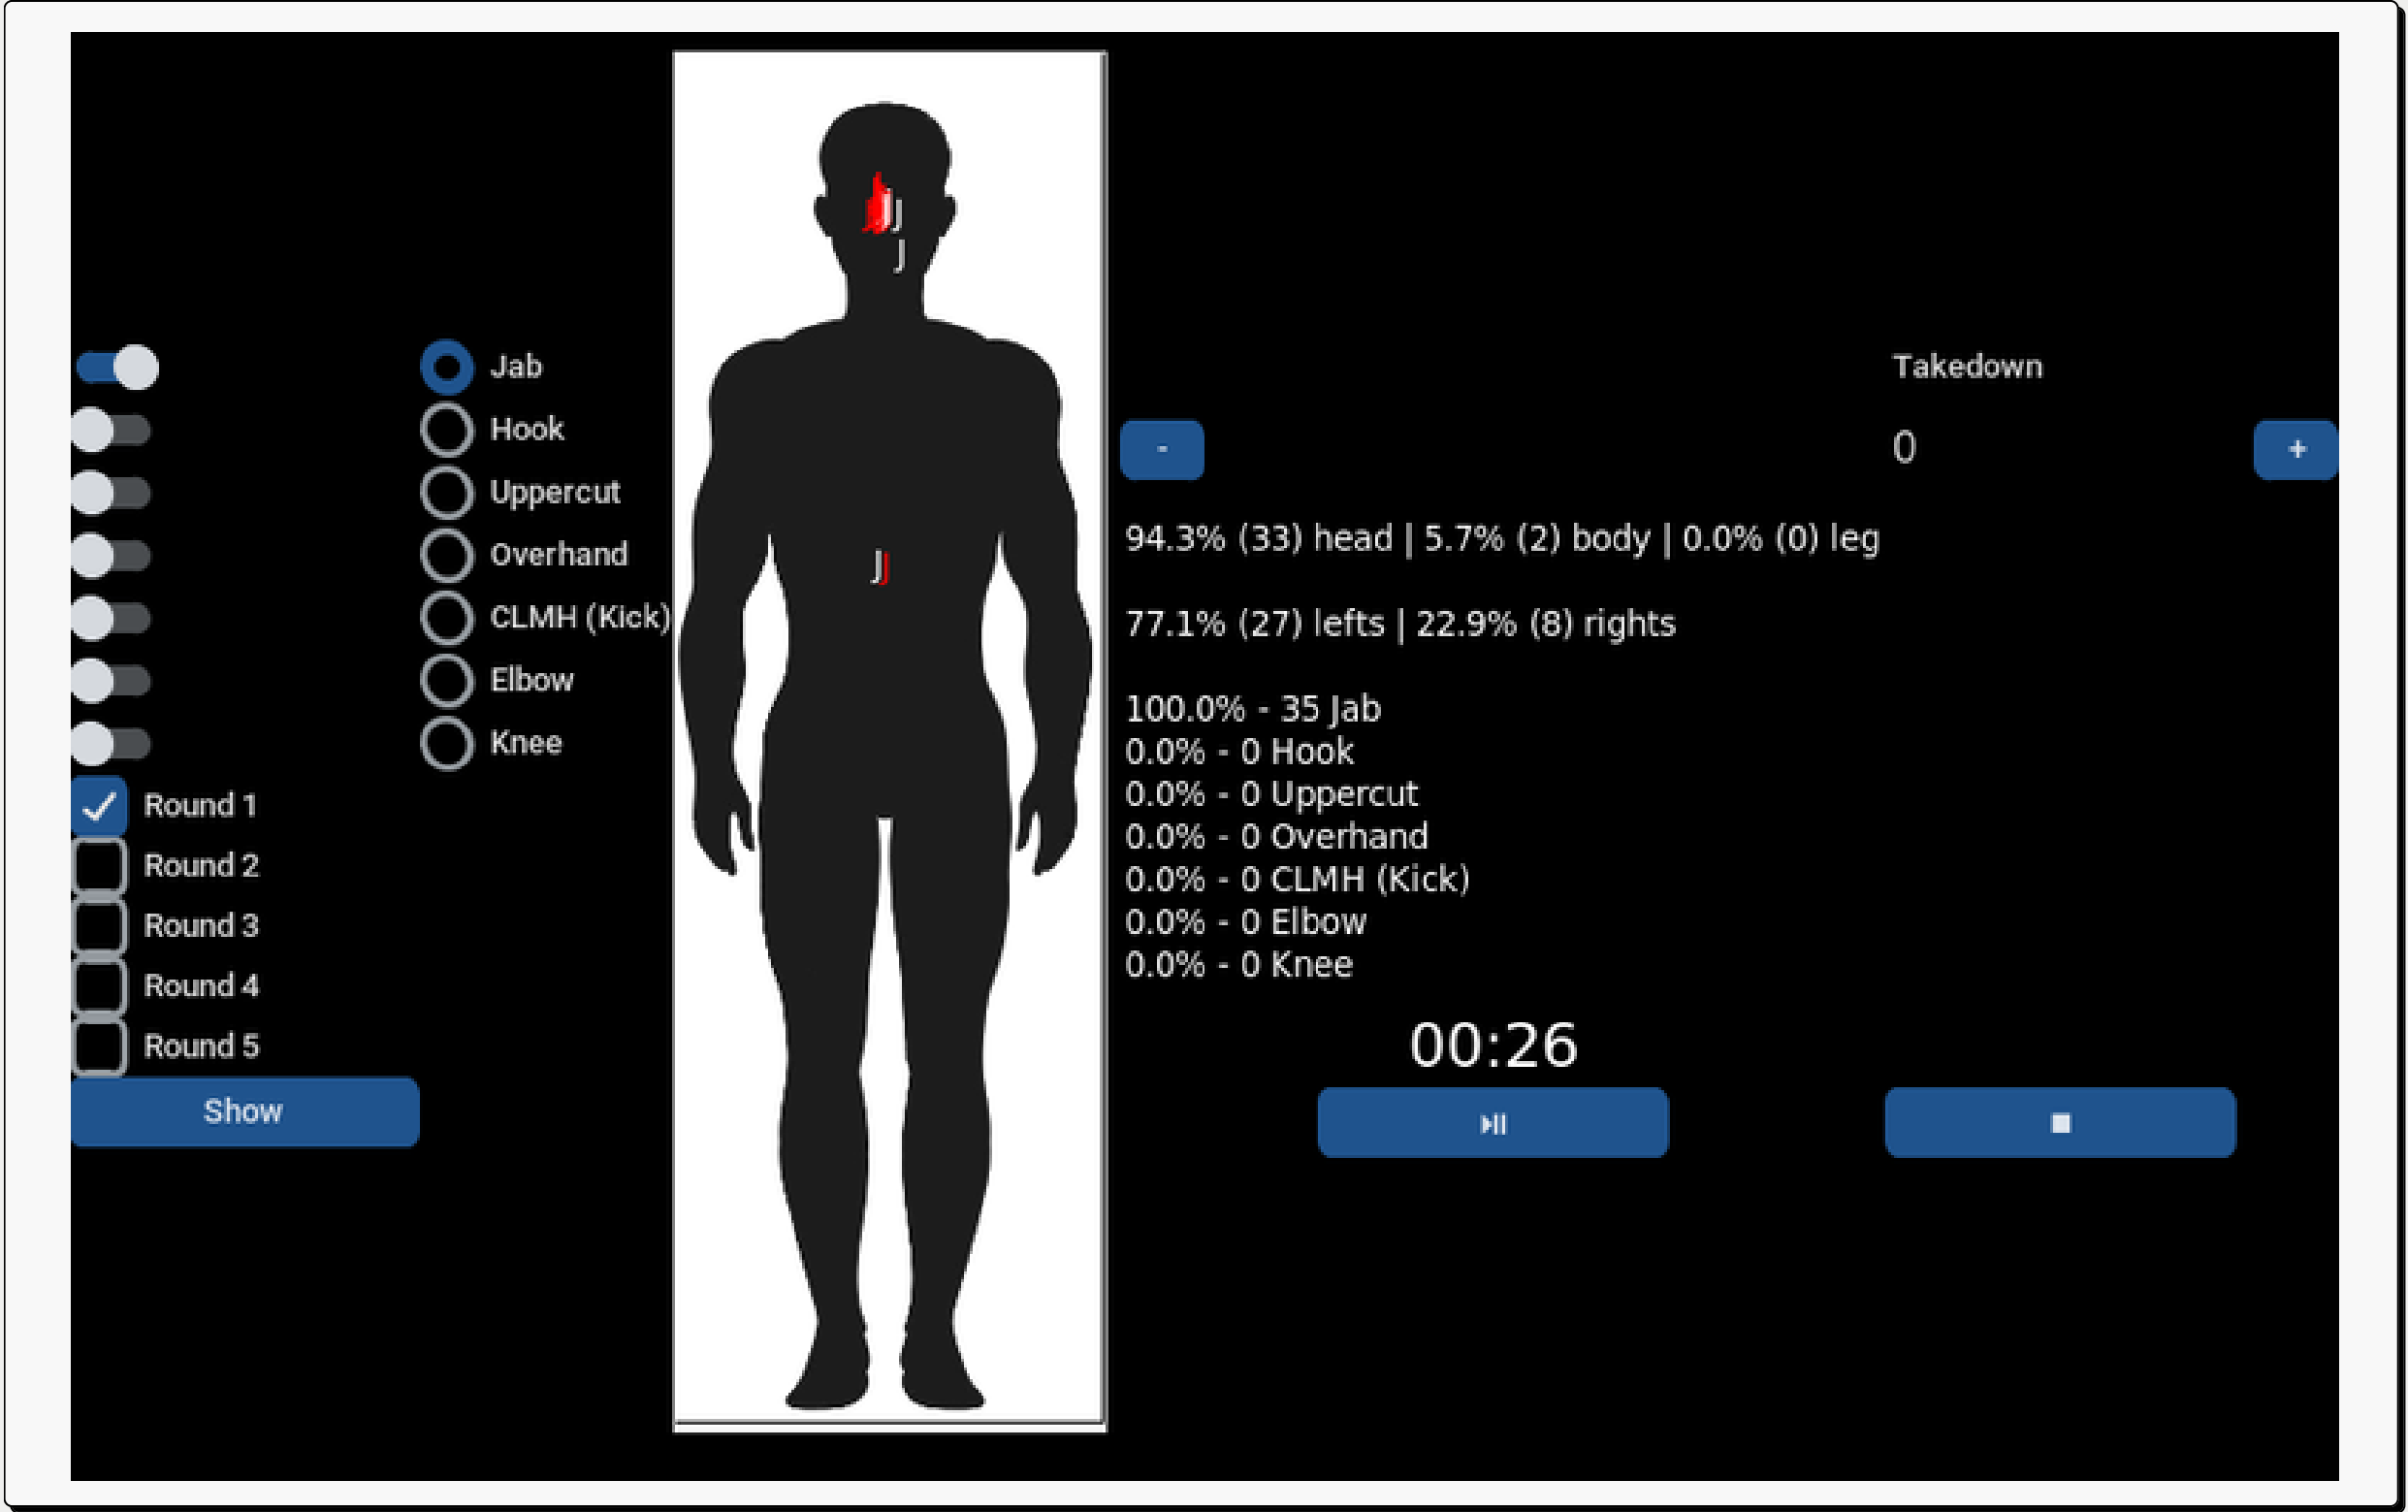 J
J
J
Jab
Hook
Uppercut
Overhand
CLMH (Kick)
Elbow
Knee
Round 1
Round 2
Round 3
Round 4
Round 5
Show
JJ
Takedown
- 0 +
94.3% (33) head | 5.7% (2) body | 0.0% (0) leg
77.1% (27) lefts | 22.9% (8) rights
100.0% - 35 Jab
0.0% - 0 Hook
0.0% - 0 Uppercut
0.0% - 0 Overhand
0.0% - 0 CLMH (Kick)
0.0% - 0 Elbow
0.0% - 0 Knee
00:26